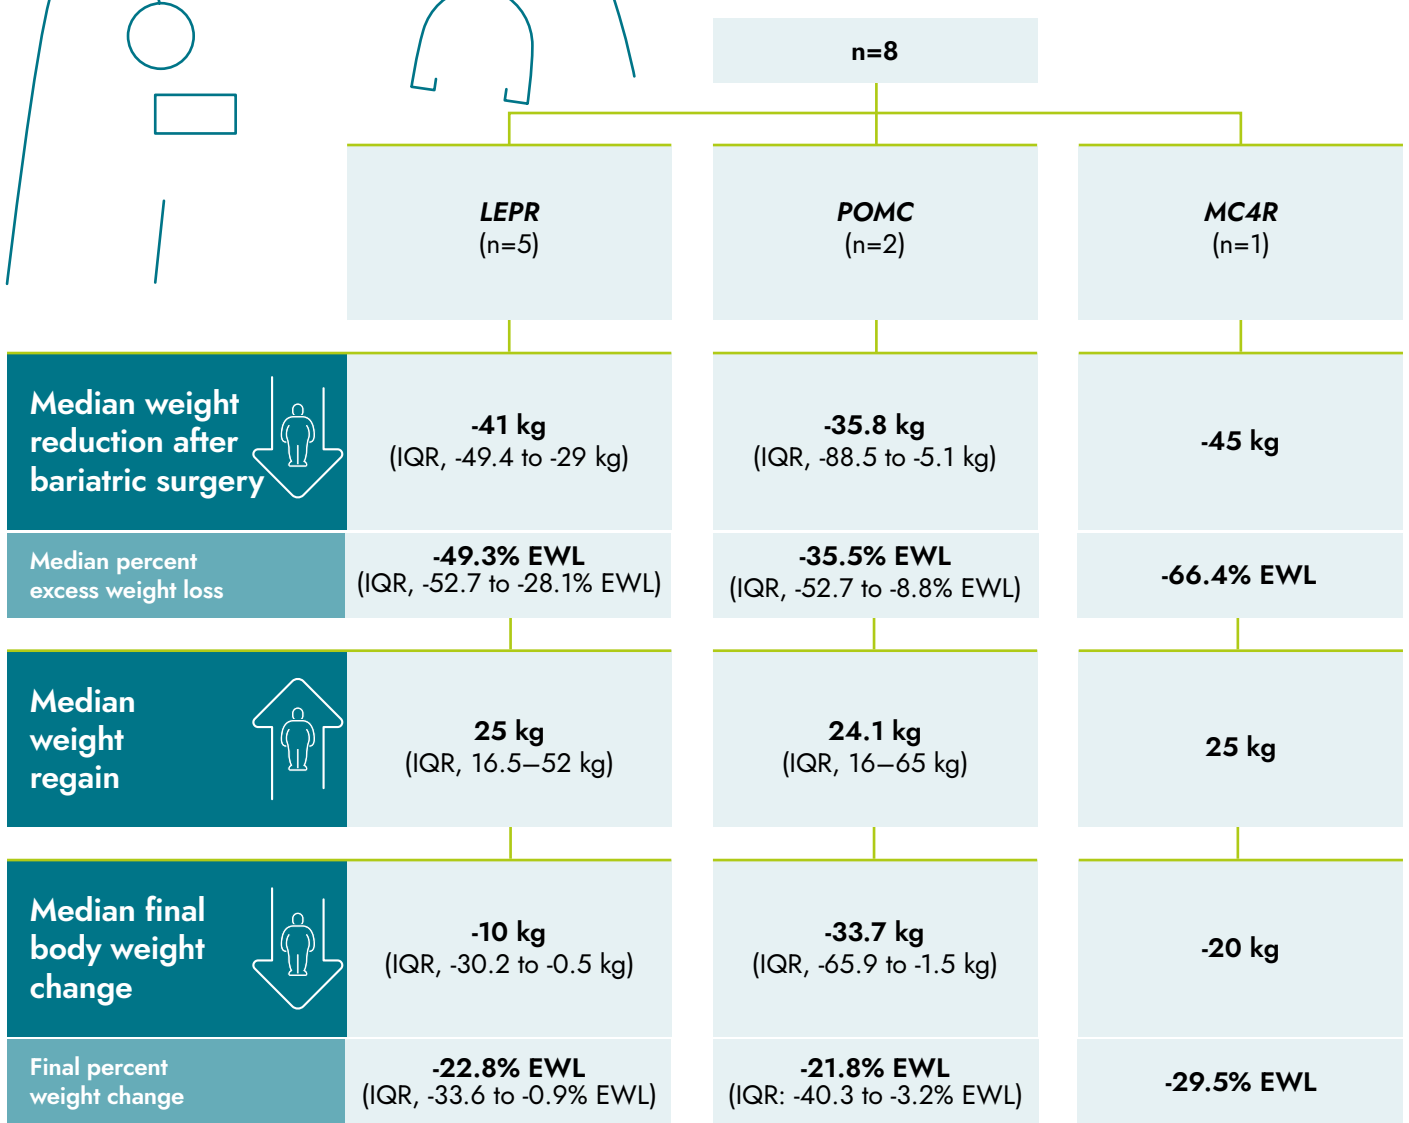 n=8
LEPR
(n=5)
POMC
(n=2)
MC4R
(n=1)
Median weight
reduction after
bariatric surgery
-41 kg
(IQR, -49.4 to -29 kg)
-35.8 kg
(IQR, -88.5 to -5.1 kg)
-45 kg
Median percent
excess weight loss
-49.3% EWL
(IQR, -52.7 to -28.1% EWL)
-35.5% EWL
(IQR, -52.7 to -8.8% EWL)
-66.4% EWL
Median
weight
regain
25 kg
(IQR, 16.5–52 kg)
24.1 kg
(IQR, 16–65 kg)
25 kg
Median final
body weight
change
-10 kg
(IQR, -30.2 to -0.5 kg)
-33.7 kg
(IQR, -65.9 to -1.5 kg)
-20 kg
Final percent
weight change
-22.8% EWL
(IQR, -33.6 to -0.9% EWL)
-21.8% EWL
(IQR: -40.3 to -3.2% EWL)
-29.5% EWL